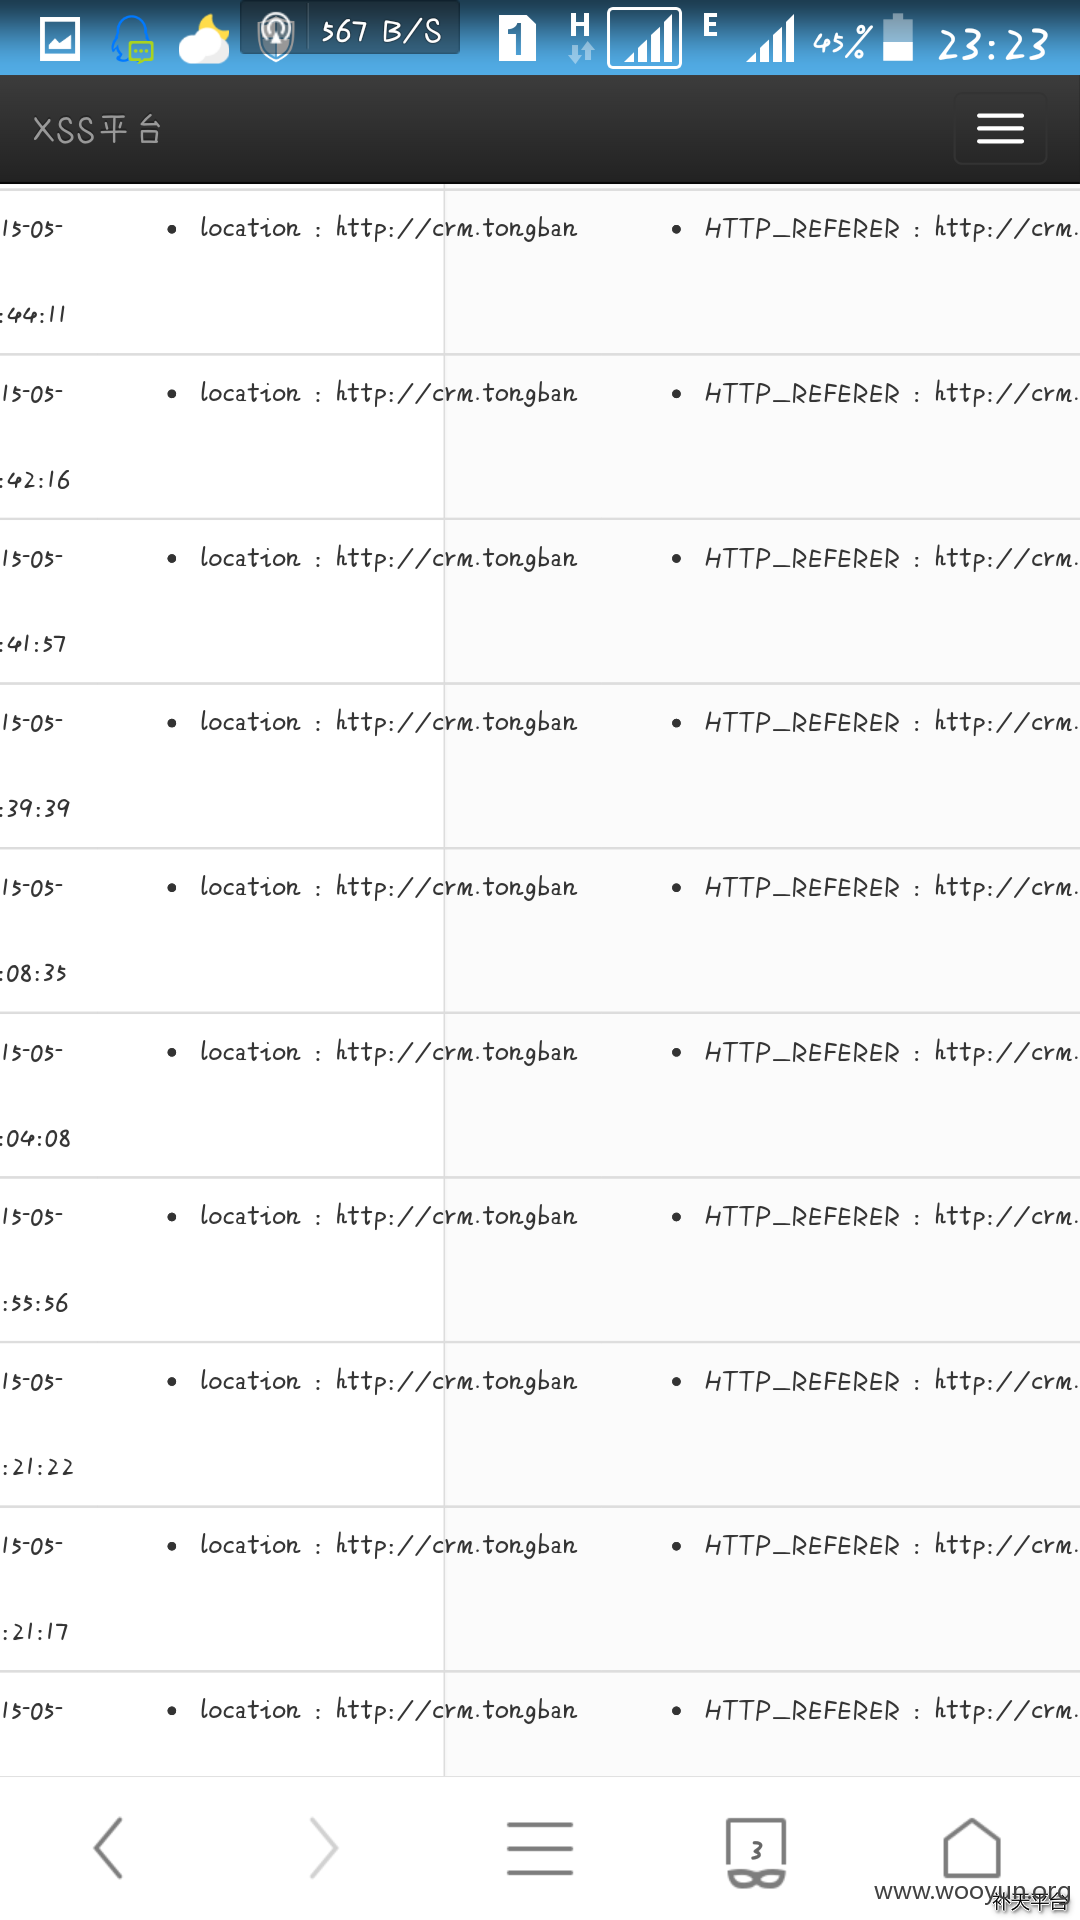 567 B/S 1 H E 45% 23:23
XSS平台
15-05- • location : http://crm.tongban • HTTP_REFERER : http://crm.
:44:11
15-05- • location : http://crm.tongban • HTTP_REFERER : http://crm.
:42:16
15-05- • location : http://crm.tongban • HTTP_REFERER : http://crm.
:41:57
15-05- • location : http://crm.tongban • HTTP_REFERER : http://crm.
:39:39
15-05- • location : http://crm.tongban • HTTP_REFERER : http://crm.
:08:35
15-05- • location : http://crm.tongban • HTTP_REFERER : http://crm.
:04:08
15-05- • location : http://crm.tongban • HTTP_REFERER : http://crm.
:55:56
15-05- • location : http://crm.tongban • HTTP_REFERER : http://crm.
:21:22
15-05- • location : http://crm.tongban • HTTP_REFERER : http://crm.
:21:17
15-05- • location : http://crm.tongban • HTTP_REFERER : http://crm.
3
www.wooyun.org
补天平台